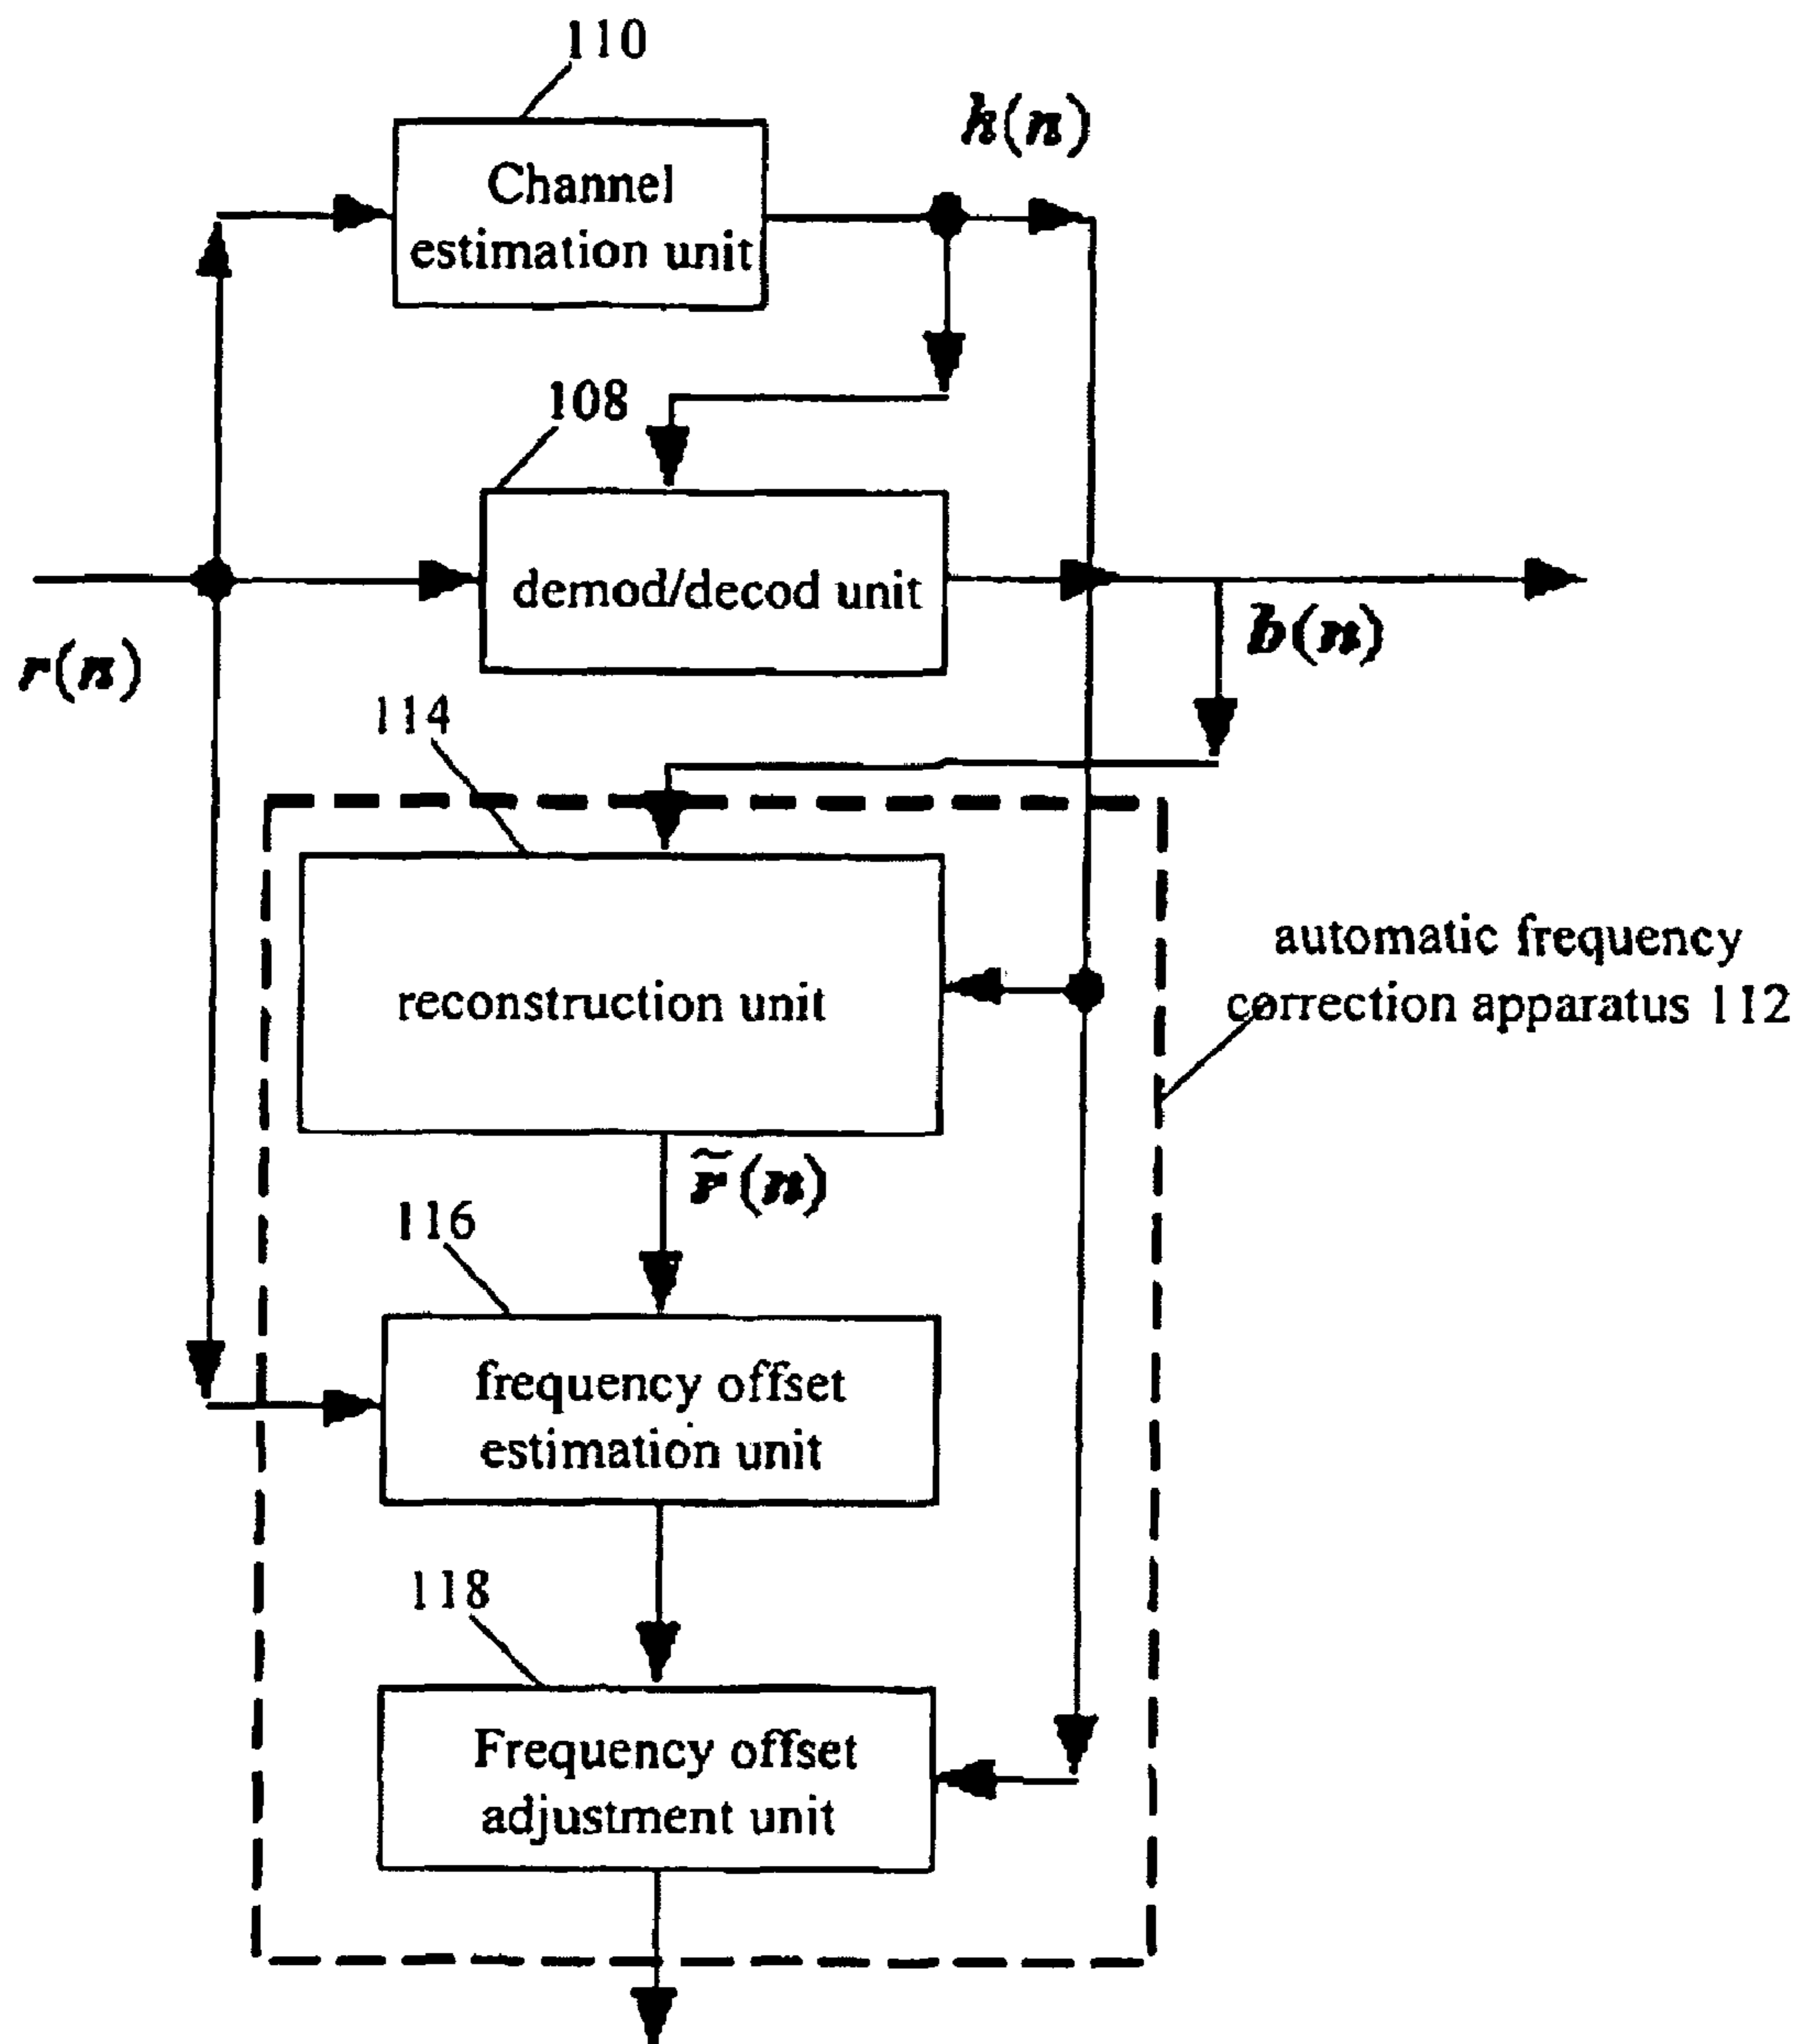 110
h(n)
Channel
estimation unit
108
demod/decod unit
r(n)
b(n)
114
reconstruction unit
automatic frequency
correction apparatus 112
r̃(n)
116
frequency offset
estimation unit
118
Frequency offset
adjustment unit